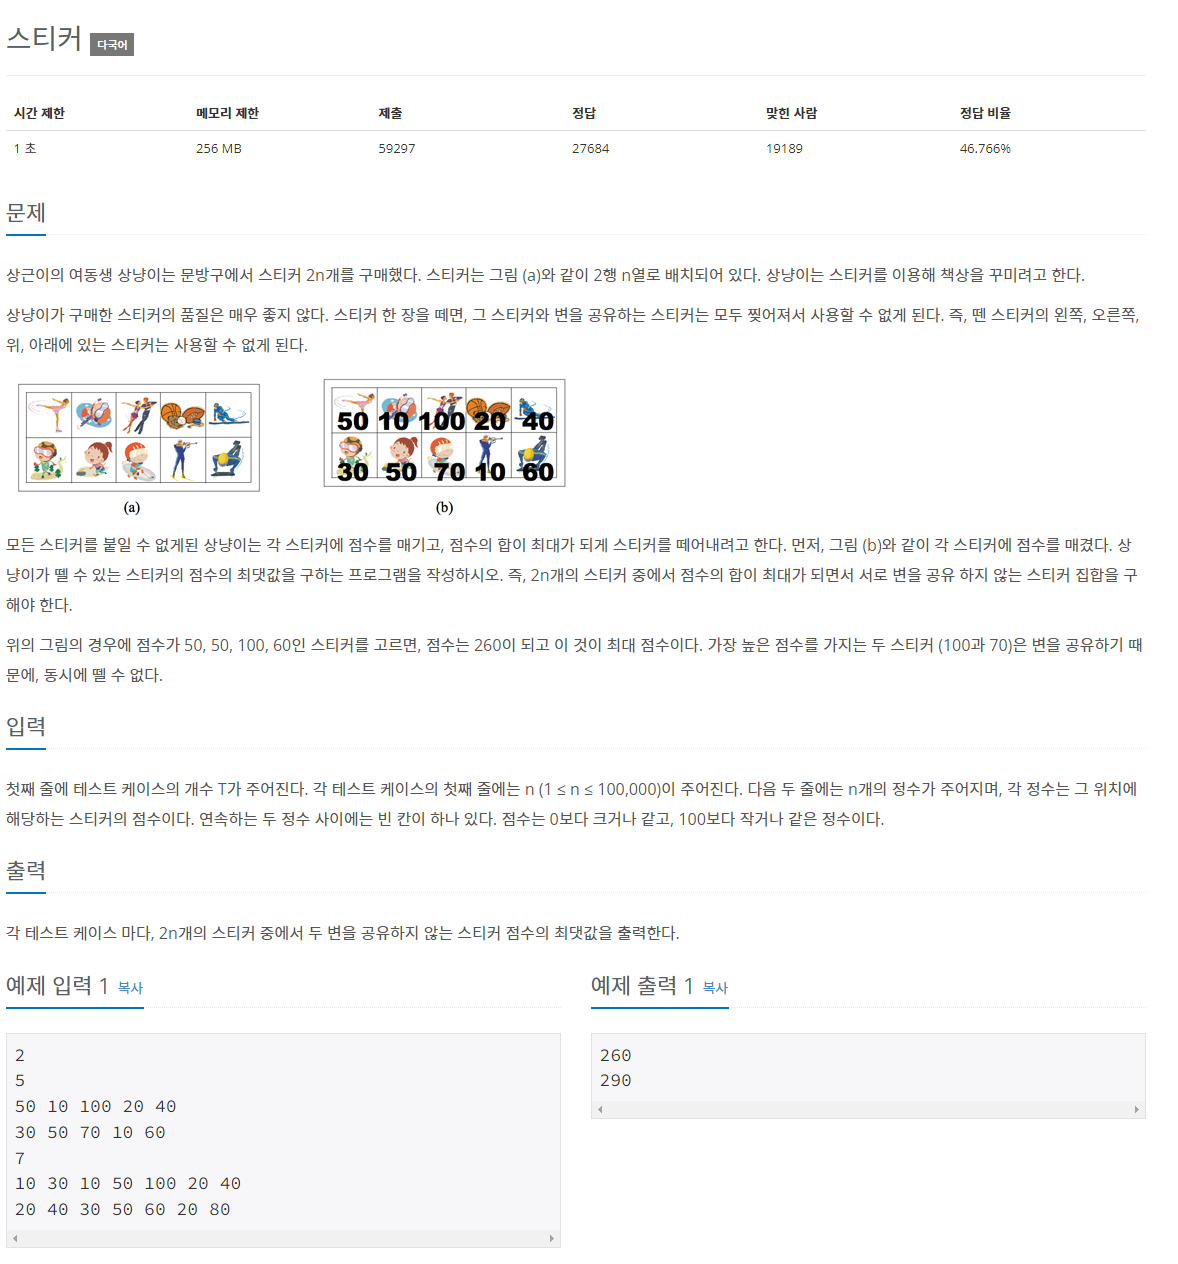 스티커 다국어
시간 제한 메모리 제한 제출 정답 맞힌 사람 정답 비율
1 초 256 MB 59297 27684 19189 46.766%
문제
상근이의 여동생 상냥이는 문방구에서 스티커 2n개를 구매했다. 스티커는 그림 (a)와 같이 2행 n열로 배치되어 있다. 상냥이는 스티커를 이용해 책상을 꾸미려고 한다.
상냥이가 구매한 스티커의 품질은 매우 좋지 않다. 스티커 한 장을 떼면, 그 스티커와 변을 공유하는 스티커는 모두 찢어져서 사용할 수 없게 된다. 즉, 뗀 스티커의 왼쪽, 오른쪽,
위, 아래에 있는 스티커는 사용할 수 없게 된다.
50 10 100 20 40
30 50 70 10 60
(a) (b)
모든 스티커를 붙일 수 없게된 상냥이는 각 스티커에 점수를 매기고, 점수의 합이 최대가 되게 스티커를 떼어내려고 한다. 먼저, 그림 (b)와 같이 각 스티커에 점수를 매겼다. 상
냥이가 뗄 수 있는 스티커의 점수의 최댓값을 구하는 프로그램을 작성하시오. 즉, 2n개의 스티커 중에서 점수의 합이 최대가 되면서 서로 변을 공유 하지 않는 스티커 집합을 구
해야 한다.
위의 그림의 경우에 점수가 50, 50, 100, 60인 스티커를 고르면, 점수는 260이 되고 이 것이 최대 점수이다. 가장 높은 점수를 가지는 두 스티커 (100과 70)은 변을 공유하기 때
문에, 동시에 뗄 수 없다.
입력
첫째 줄에 테스트 케이스의 개수 T가 주어진다. 각 테스트 케이스의 첫째 줄에는 n (1 ≤ n ≤ 100,000)이 주어진다. 다음 두 줄에는 n개의 정수가 주어지며, 각 정수는 그 위치에
해당하는 스티커의 점수이다. 연속하는 두 정수 사이에는 빈 칸이 하나 있다. 점수는 0보다 크거나 같고, 100보다 작거나 같은 정수이다.
출력
각 테스트 케이스 마다, 2n개의 스티커 중에서 두 변을 공유하지 않는 스티커 점수의 최댓값을 출력한다.
예제 입력 1 복사
2
5
50 10 100 20 40
30 50 70 10 60
7
10 30 10 50 100 20 40
20 40 30 50 60 20 80
예제 출력 1 복사
260
290